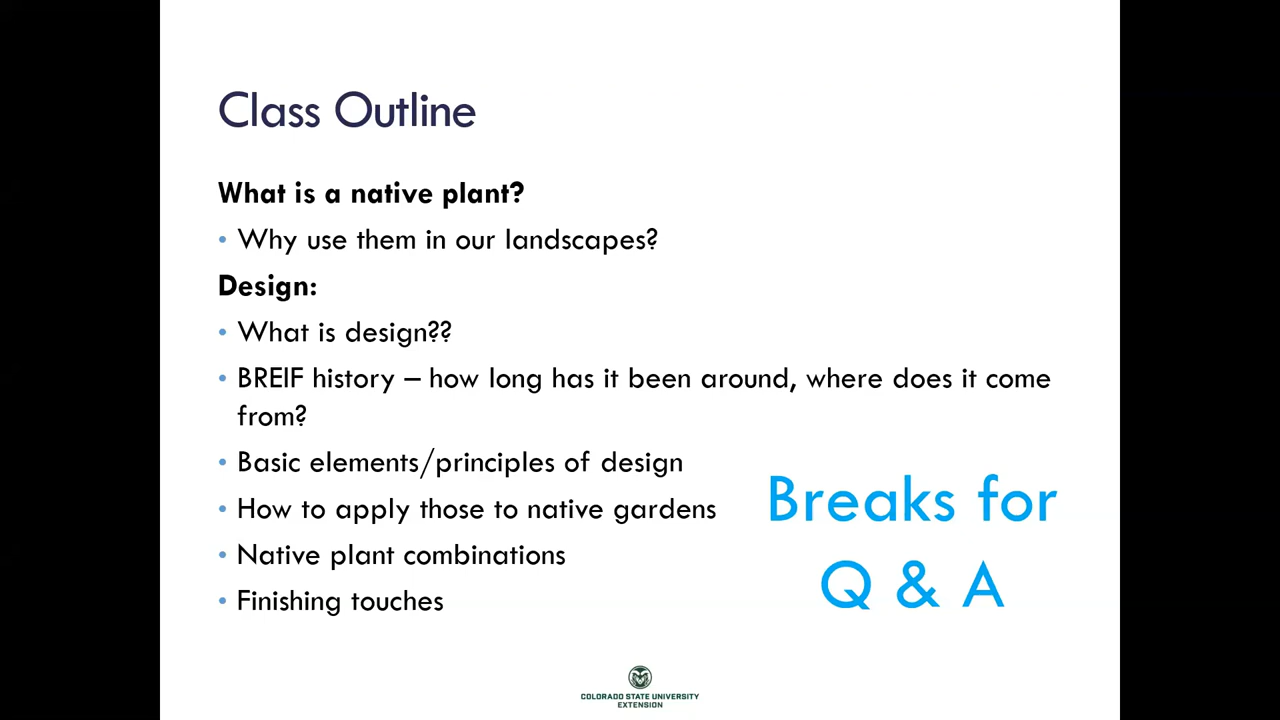 Class Outline
What is a native plant?
• Why use them in our landscapes?
Design:
• What is design??
• BREIF history – how long has it been around, where does it come
from?
• Basic elements/principles of design
• How to apply those to native gardens
• Native plant combinations
• Finishing touches
Breaks for
Q & A
COLORADO STATE UNIVERSITY
EXTENSION